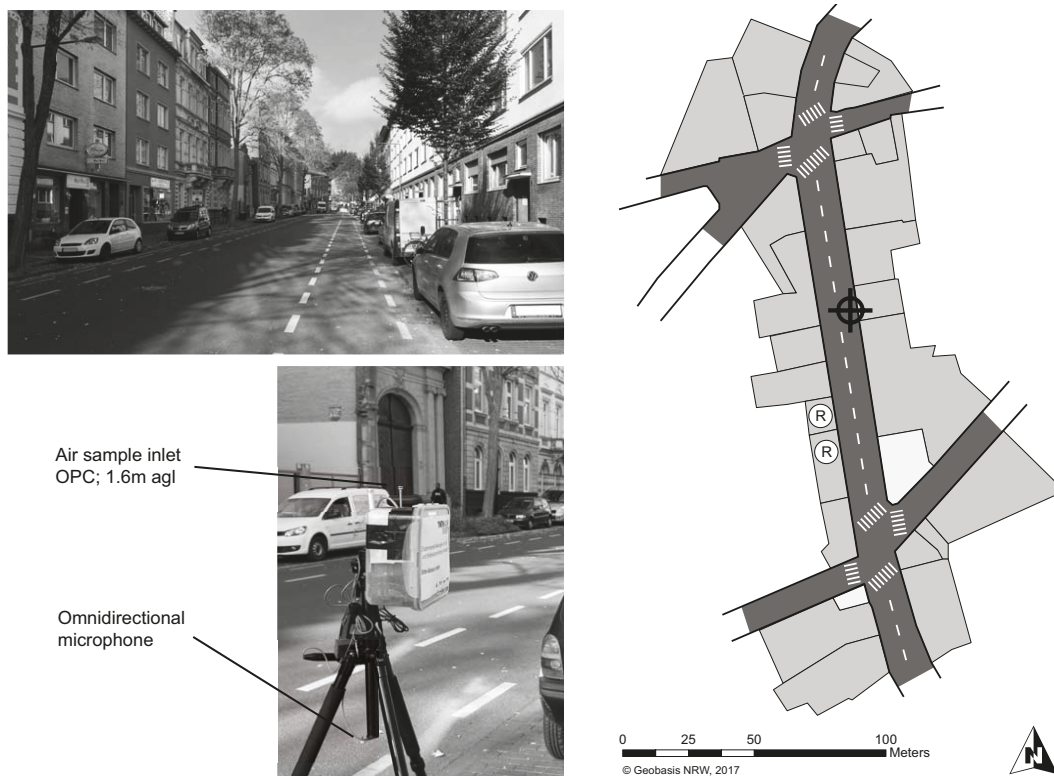 Air sample inlet
OPC; 1.6m agl
Omnidirectional
microphone
R
R
0 25 50 100
Meters
© Geobasis NRW, 2017
N